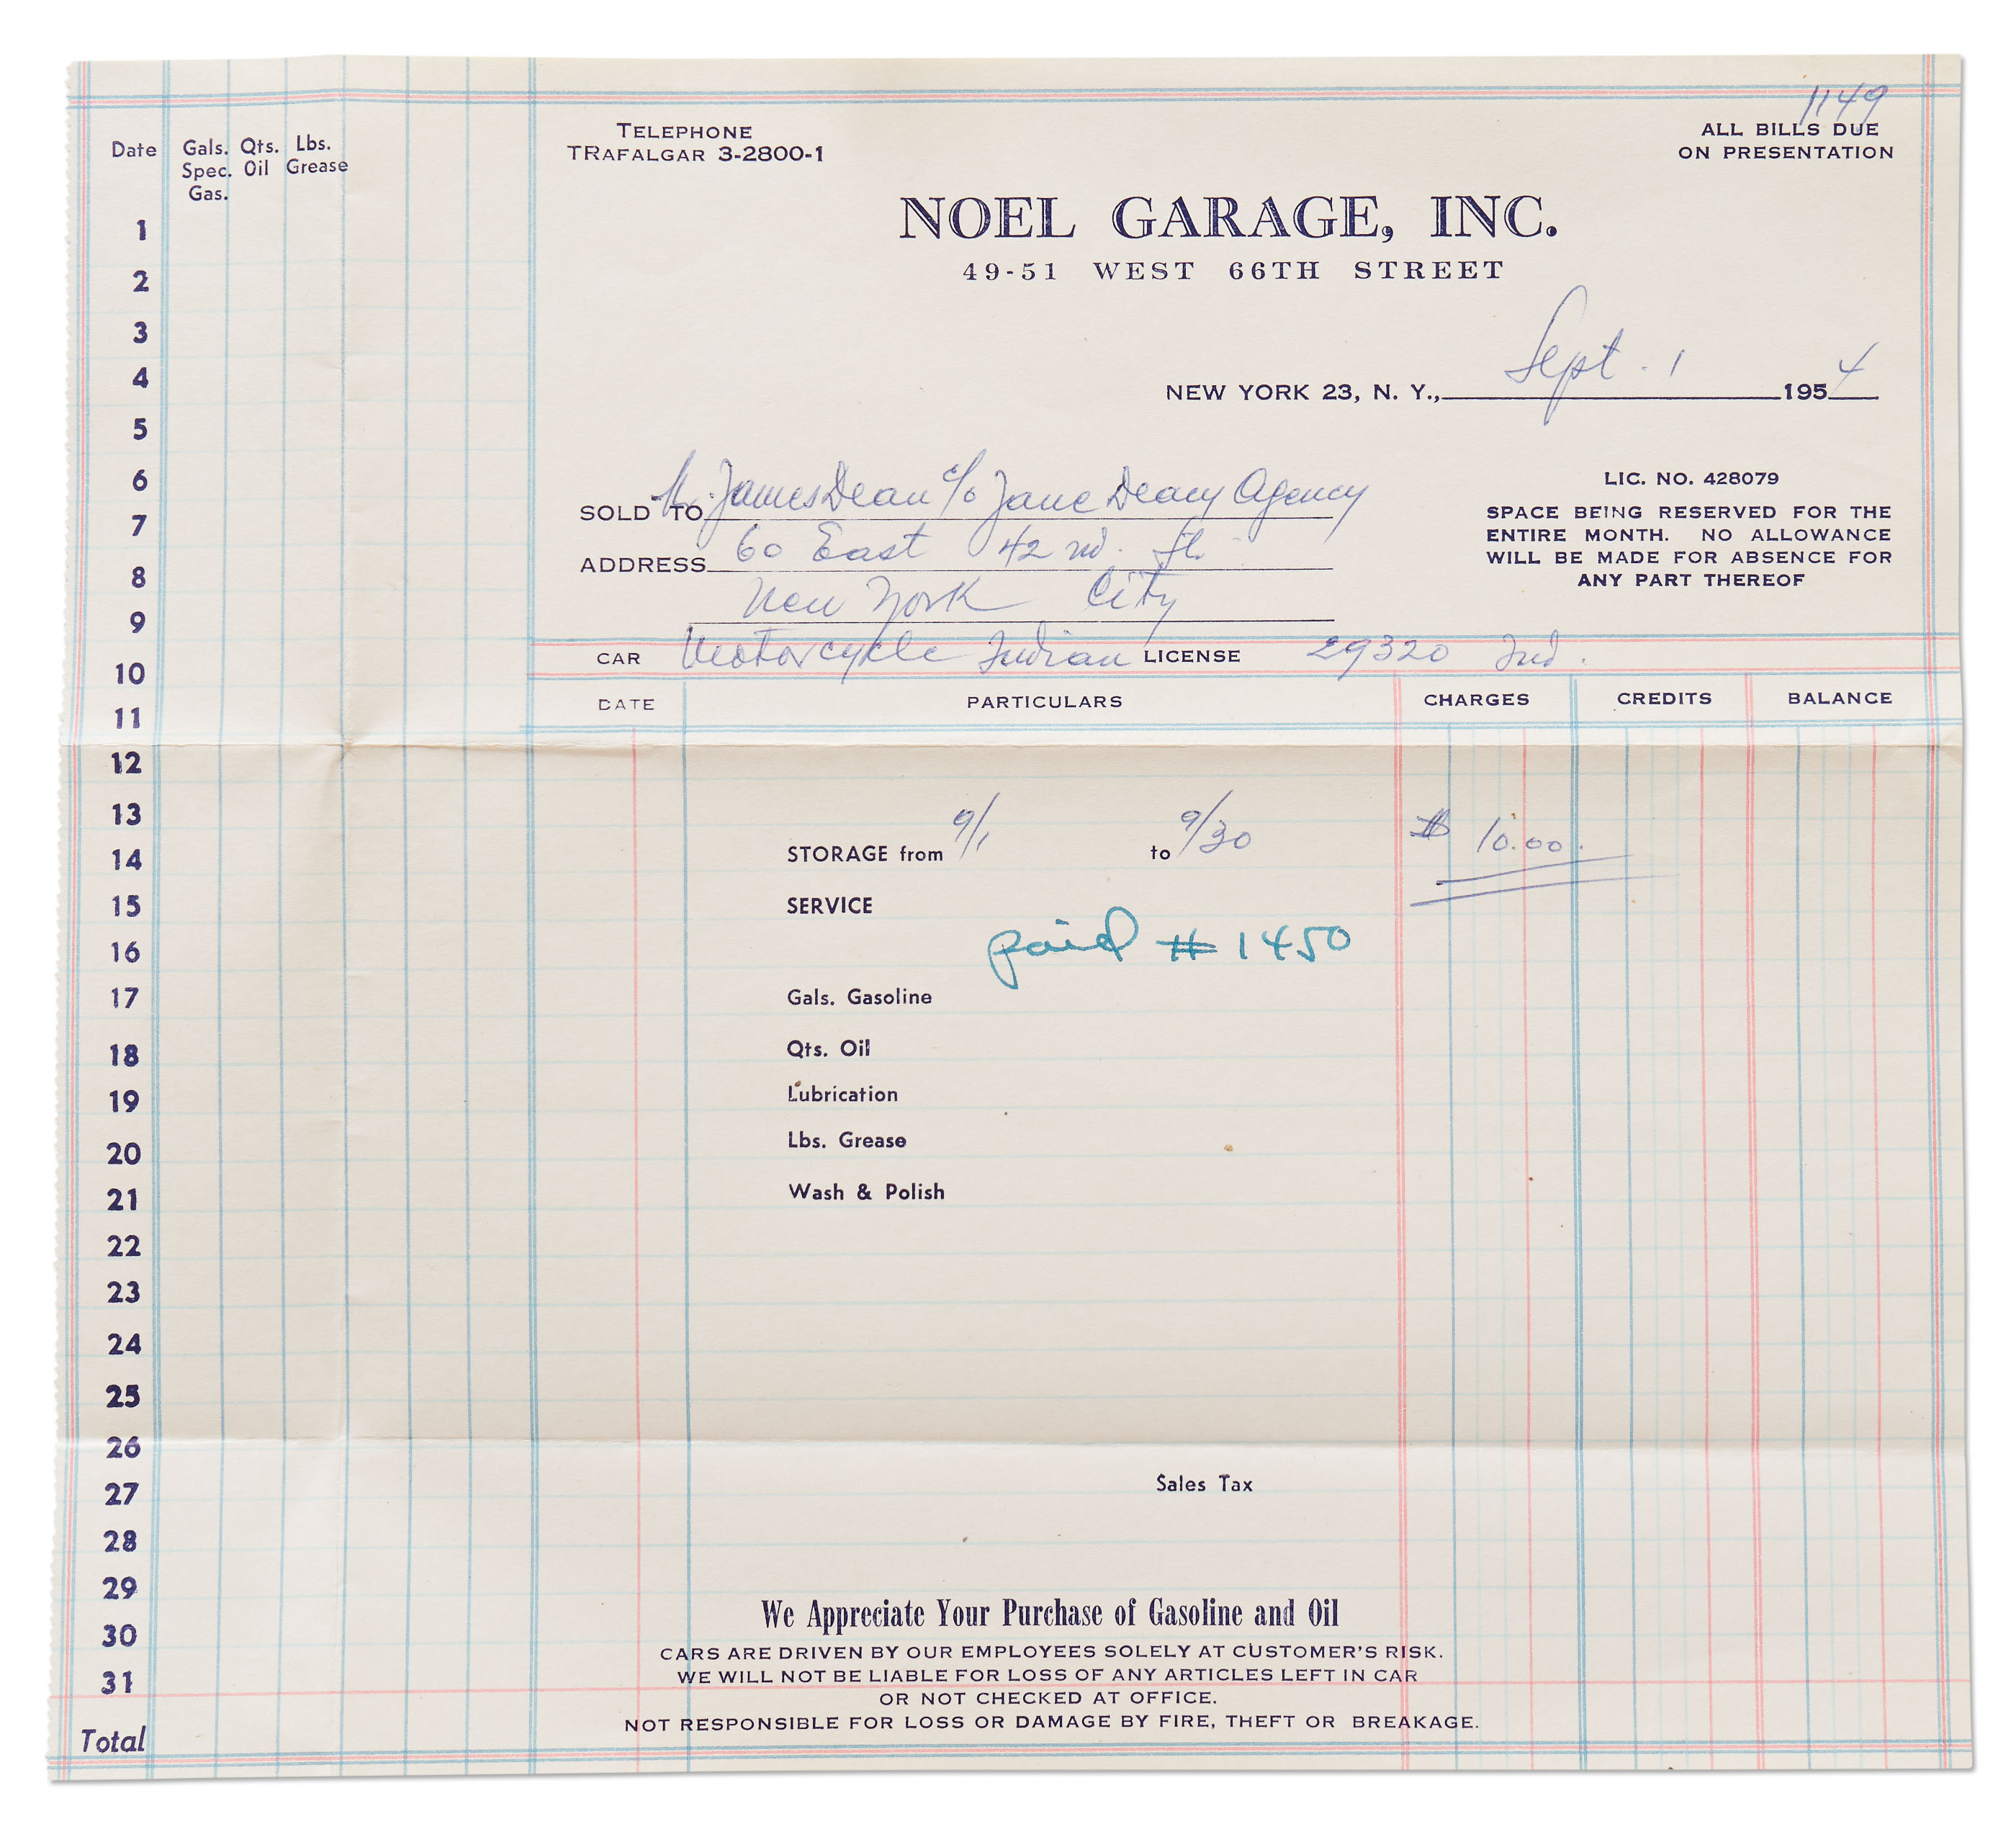 1149
TELEPHONE
TRAFALGAR 3-2800-1
ALL BILLS DUE
ON PRESENTATION
NOEL GARAGE, INC.
49-51 WEST 66TH STREET
NEW YORK 23, N. Y., Sept. 1 1954
SOLD TO Mr. James Dean c/o Jane Deacy Agency
ADDRESS 60 East 42nd. St.
New York City
LIC. NO. 428079
SPACE BEING RESERVED FOR THE
ENTIRE MONTH. NO ALLOWANCE
WILL BE MADE FOR ABSENCE FOR
ANY PART THEREOF
CAR Motorcycle Indian LICENSE 29320 Ind.
DATE PARTICULARS CHARGES CREDITS BALANCE
STORAGE from 9/1 to 9/30 $ 10.00.
SERVICE
paid # 1450
Gals. Gasoline
Qts. Oil
Lubrication
Lbs. Grease
Wash & Polish
Sales Tax
We Appreciate Your Purchase of Gasoline and Oil
CARS ARE DRIVEN BY OUR EMPLOYEES SOLELY AT CUSTOMER'S RISK.
WE WILL NOT BE LIABLE FOR LOSS OF ANY ARTICLES LEFT IN CAR
OR NOT CHECKED AT OFFICE.
NOT RESPONSIBLE FOR LOSS OR DAMAGE BY FIRE, THEFT OR BREAKAGE.
Date Gals. Qts. Lbs.
Spec. Oil Grease
Gas.
1
2
3
4
5
6
7
8
9
10
11
12
13
14
15
16
17
18
19
20
21
22
23
24
25
26
27
28
29
30
31
Total